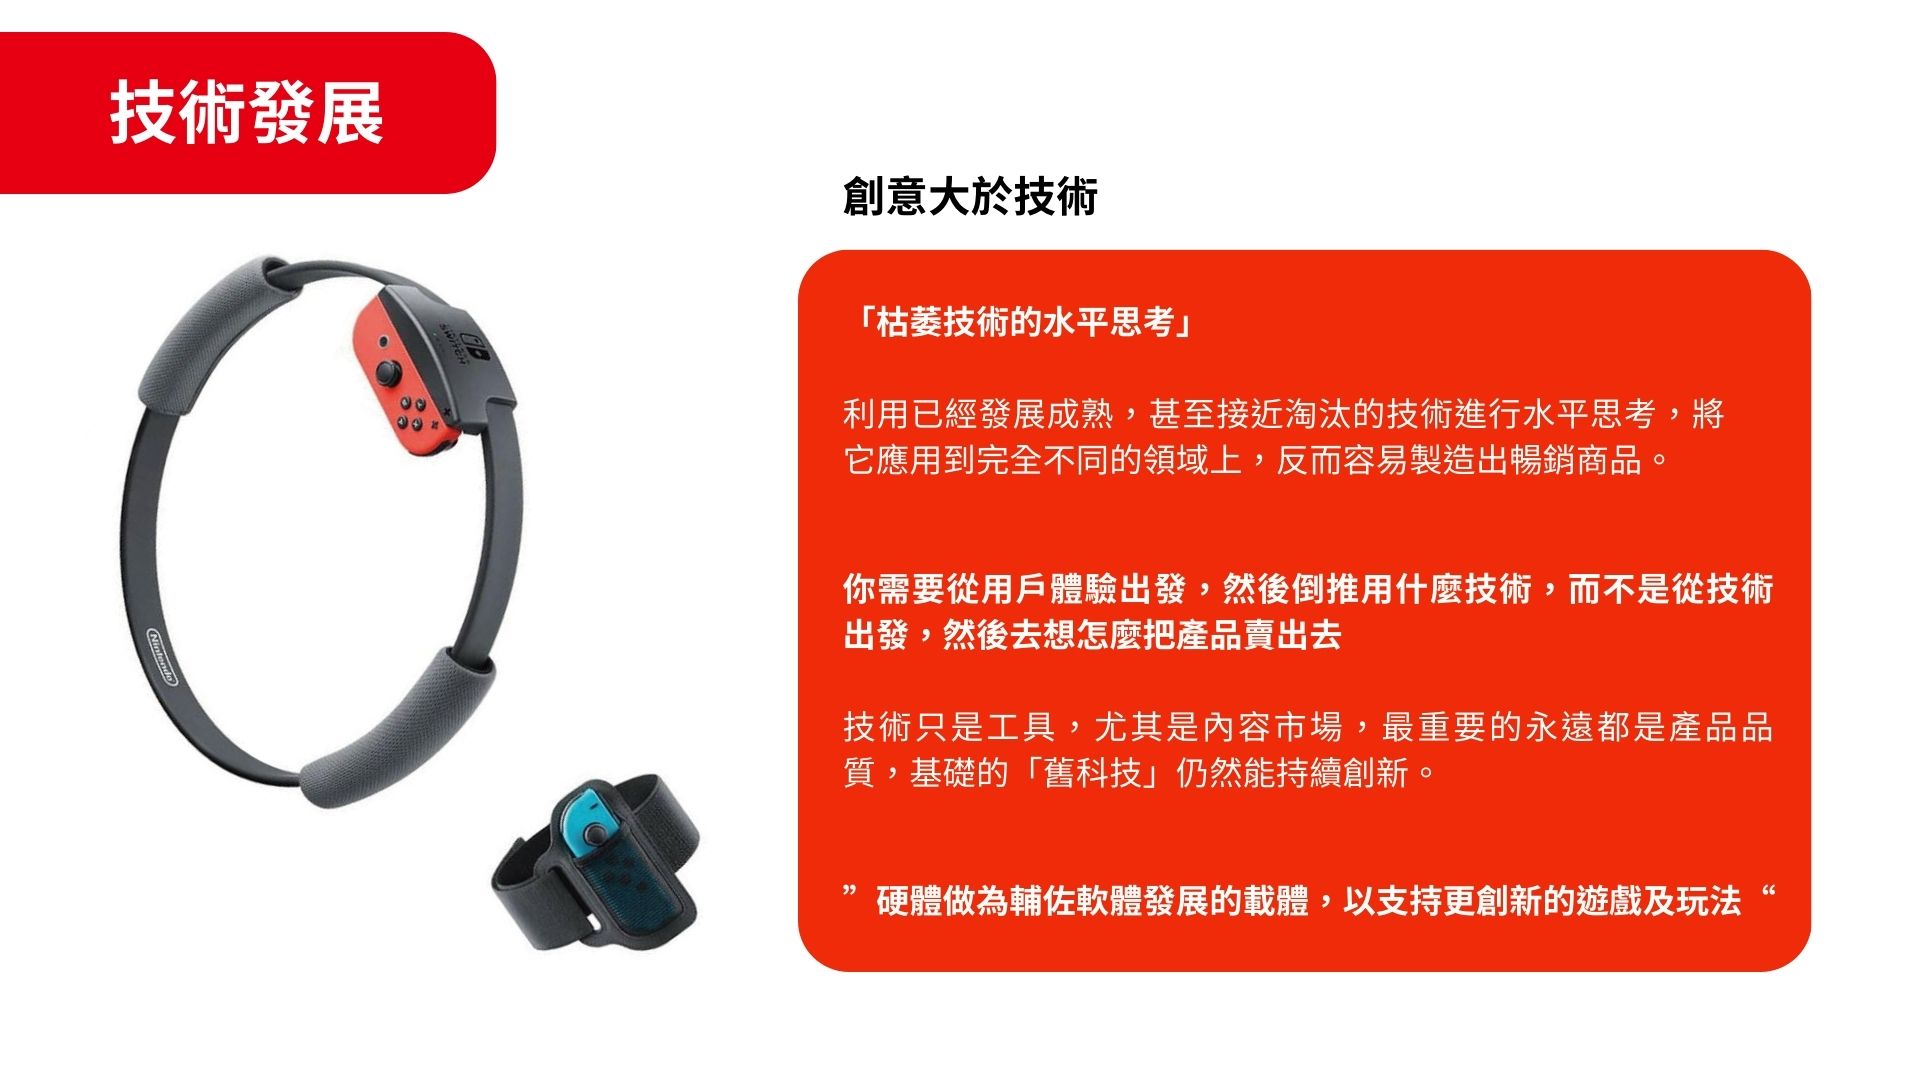 技術發展
創意大於技術
「枯萎技術的水平思考」
利用已經發展成熟，甚至接近淘汰的技術進行水平思考，將
它應用到完全不同的領域上，反而容易製造出暢銷商品。
你需要從用戶體驗出發，然後倒推用什麼技術，而不是從技術
出發，然後去想怎麼把產品賣出去
技術只是工具，尤其是內容市場，最重要的永遠都是產品品
質，基礎的「舊科技」仍然能持續創新。
”硬體做為輔佐軟體發展的載體，以支持更創新的遊戲及玩法“
Nintendo